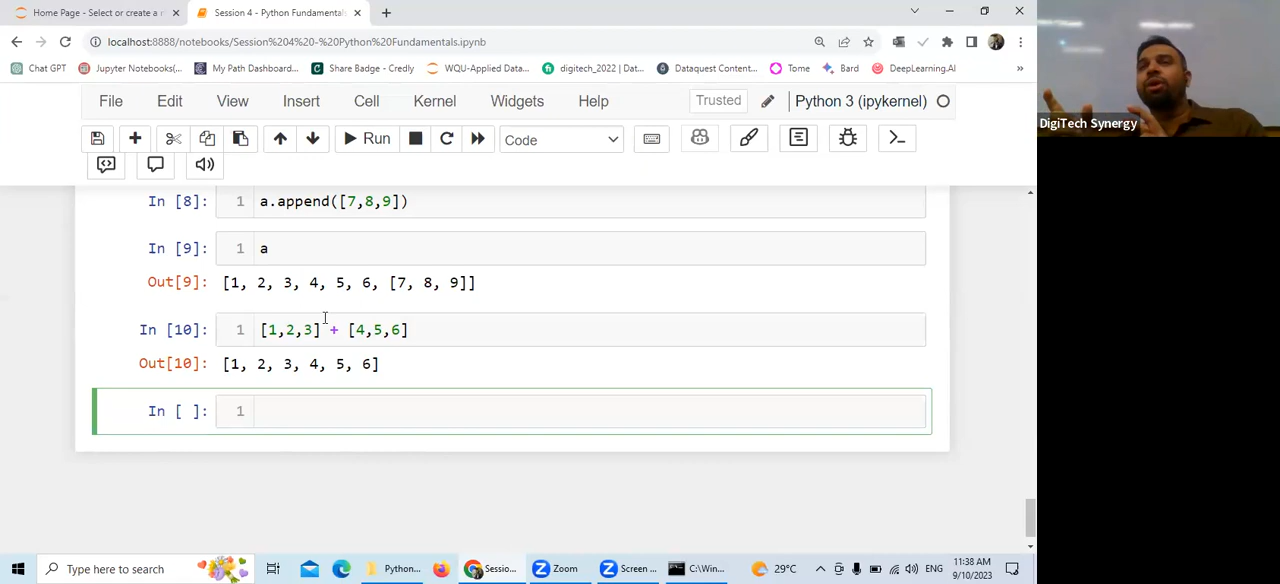 Home Page - Select or create a n
Session 4 - Python Fundamentals
localhost:8888/notebooks/Session%204%20-%20Python%20Fundamentals.ipynb
Chat GPT
Jupyter Notebooks(...
My Path Dashboard...
Share Badge - Credly
WQU-Applied Data...
digitech_2022 | Dat...
Dataquest Content...
Tome
Bard
DeepLearning.AI
»
File
Edit
View
Insert
Cell
Kernel
Widgets
Help
Trusted
Python 3 (ipykernel)
DigiTech Synergy
Run
Code
In [8]: 1 a.append([7,8,9])
In [9]: 1 a
Out[9]: [1, 2, 3, 4, 5, 6, [7, 8, 9]]
In [10]: 1 [1,2,3] + [4,5,6]
Out[10]: [1, 2, 3, 4, 5, 6]
In [ ]: 1
Type here to search
Python...
Sessio...
Zoom
Screen ...
C:\Win...
29°C
ENG
11:38 AM
9/10/2023